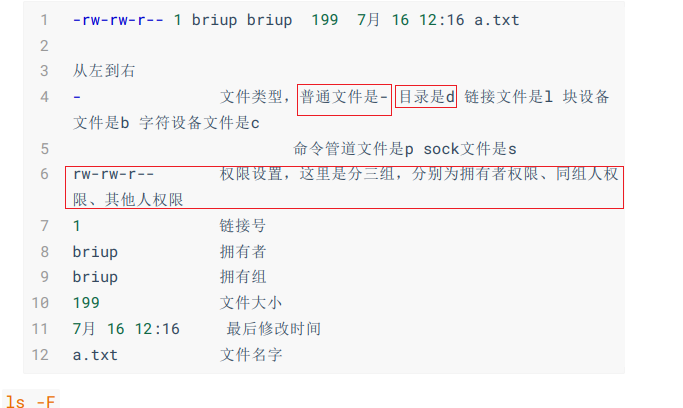 1 -rw-rw-r-- 1 briup briup  199  7月 16 12:16 a.txt
2
3 从左到右
4 -                文件类型，普通文件是- 目录是d 链接文件是l 块设备
文件是b 字符设备文件是c
5                          命令管道文件是p sock文件是s
6 rw-rw-r--        权限设置，这里是分三组，分别为拥有者权限、同组人权
限、其他人权限
7 1                链接号
8 briup            拥有者
9 briup            拥有组
10 199              文件大小
11 7月 16 12:16      最后修改时间
12 a.txt            文件名字
ls -F